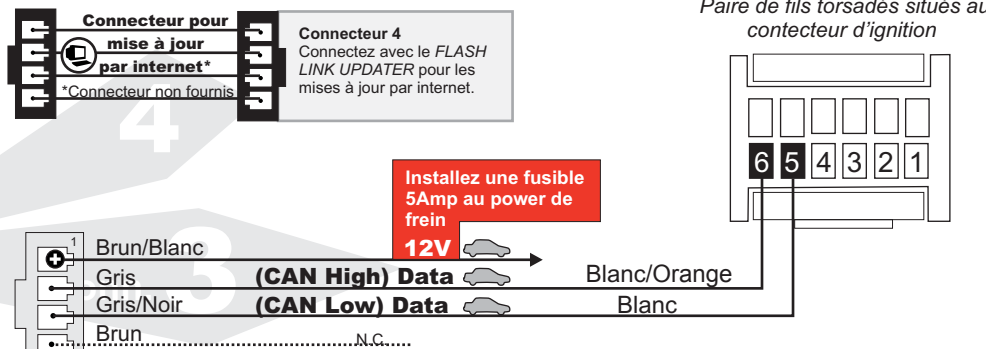 Connecteur pour
mise à jour
par internet*
*Connecteur non fournis
Connecteur 4
Connectez avec le FLASH
LINK UPDATER pour les
mises à jour par internet.
Paire de fils torsadés situés au
contecteur d'ignition
6 5 4 3 2 1
4
Installez une fusible
5Amp au power de
frein
12V
1
Brun/Blanc
Gris
(CAN High) Data
Blanc/Orange
Gris/Noir
(CAN Low) Data
Blanc
3
Brun
N.C.